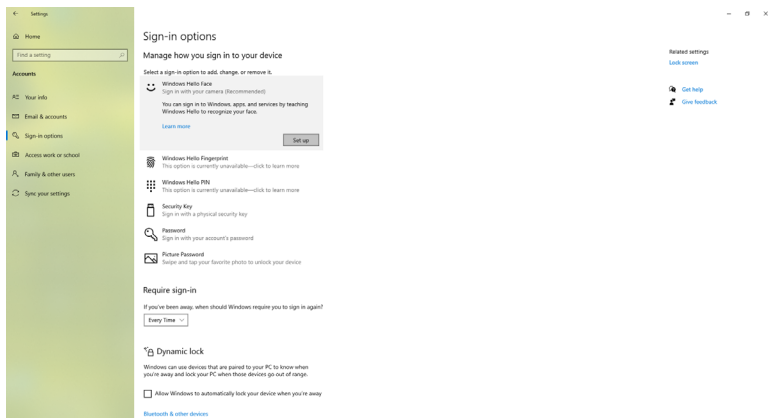 Settings
Home
Find a setting
Accounts
Your info
Email & accounts
Sign-in options
Access work or school
Family & other users
Sync your settings
Sign-in options
Manage how you sign in to your device
Select a sign-in option to add, change, or remove it.
Windows Hello Face
Sign in with your camera (Recommended)
You can sign in to Windows, apps, and services by teaching
Windows Hello to recognize your face.
Learn more
Set up
Windows Hello Fingerprint
This option is currently unavailable—click to learn more
Windows Hello PIN
This option is currently unavailable—click to learn more
Security Key
Sign in with a physical security key
Password
Sign in with your account's password
Picture Password
Swipe and tap your favorite photo to unlock your device
Require sign-in
If you've been away, when should Windows require you to sign in again?
Every Time
Dynamic lock
Windows can use devices that are paired to your PC to know when
you're away and lock your PC when those devices go out of range.
Allow Windows to automatically lock your device when you're away
Bluetooth & other devices
Related settings
Lock screen
Get help
Give feedback